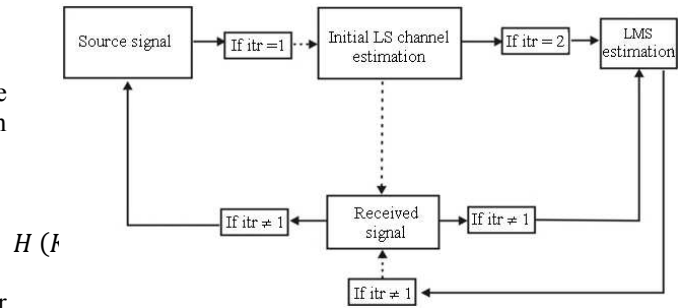 Source signal
If itr =1
Initial LS channel
estimation
If itr = 2
LMS
estimation
If itr ≠ 1
Received
signal
If itr ≠ 1
If itr ≠ 1
e
n
H (
r